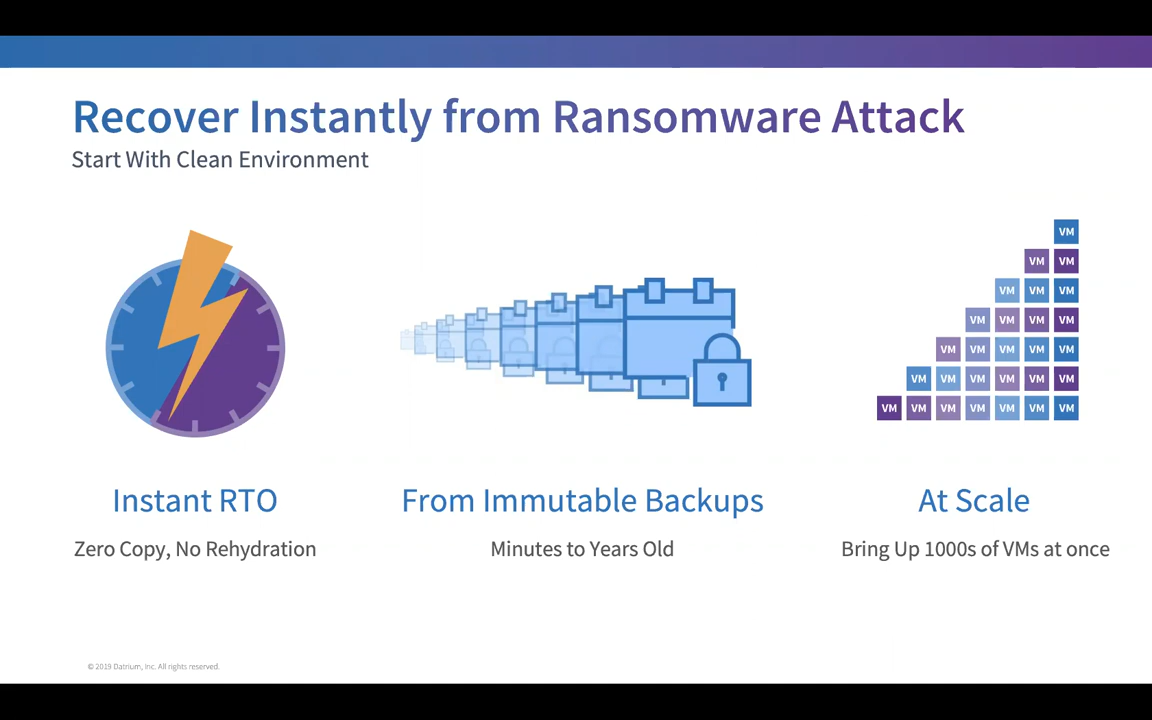 Recover Instantly from Ransomware Attack
Start With Clean Environment
VM
VM VM
VM VM VM
VM VM VM VM
VM VM VM VM VM
VM VM VM VM VM VM
VM VM VM VM VM VM VM
Instant RTO
From Immutable Backups
At Scale
Zero Copy, No Rehydration
Minutes to Years Old
Bring Up 1000s of VMs at once
© 2019 Datrium, Inc. All rights reserved.